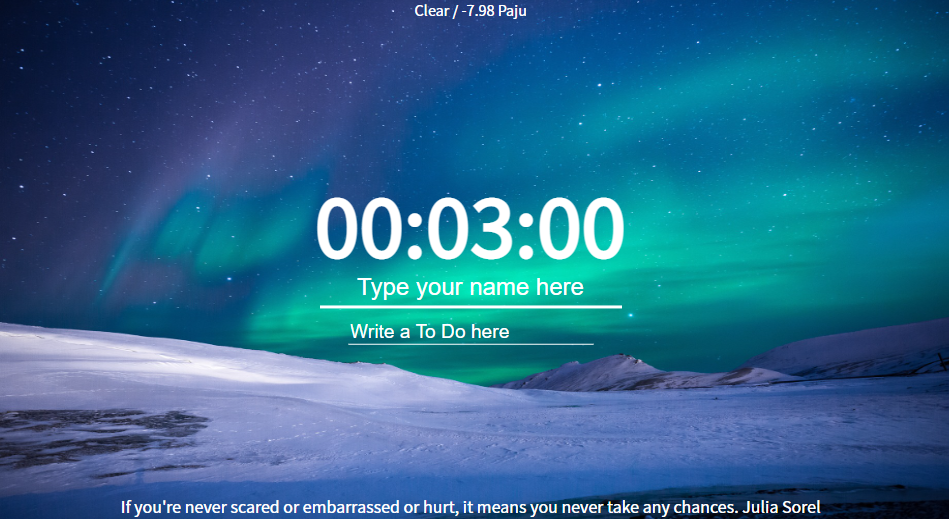 Clear / -7.98 Paju
00:03:00
Type your name here
Write a To Do here
If you're never scared or embarrassed or hurt, it means you never take any chances. Julia Sorel